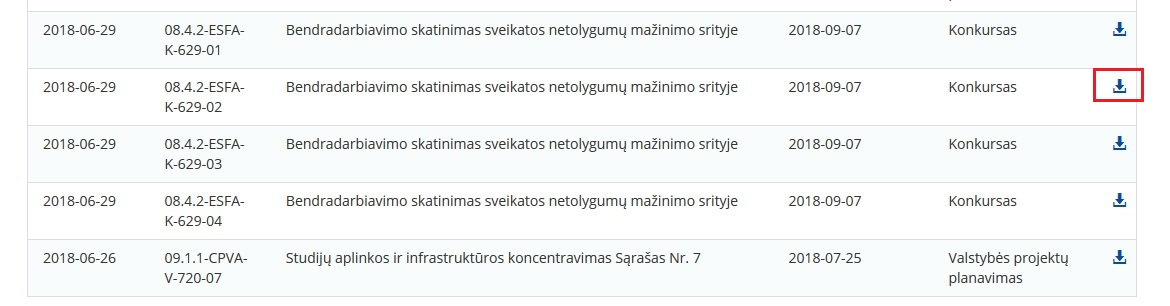 2018-06-29 08.4.2-ESFA- Bendradarbiavimo skatinimas sveikatos netolygumų mažinimo srityje 2018-09-07 Konkursas
K-629-01
2018-06-29 08.4.2-ESFA- Bendradarbiavimo skatinimas sveikatos netolygumų mažinimo srityje 2018-09-07 Konkursas
K-629-02
2018-06-29 08.4.2-ESFA- Bendradarbiavimo skatinimas sveikatos netolygumų mažinimo srityje 2018-09-07 Konkursas
K-629-03
2018-06-29 08.4.2-ESFA- Bendradarbiavimo skatinimas sveikatos netolygumų mažinimo srityje 2018-09-07 Konkursas
K-629-04
2018-06-26 09.1.1-CPVA- Studijų aplinkos ir infrastruktūros koncentravimas Sąrašas Nr. 7 2018-07-25 Valstybės projektų
V-720-07 planavimas